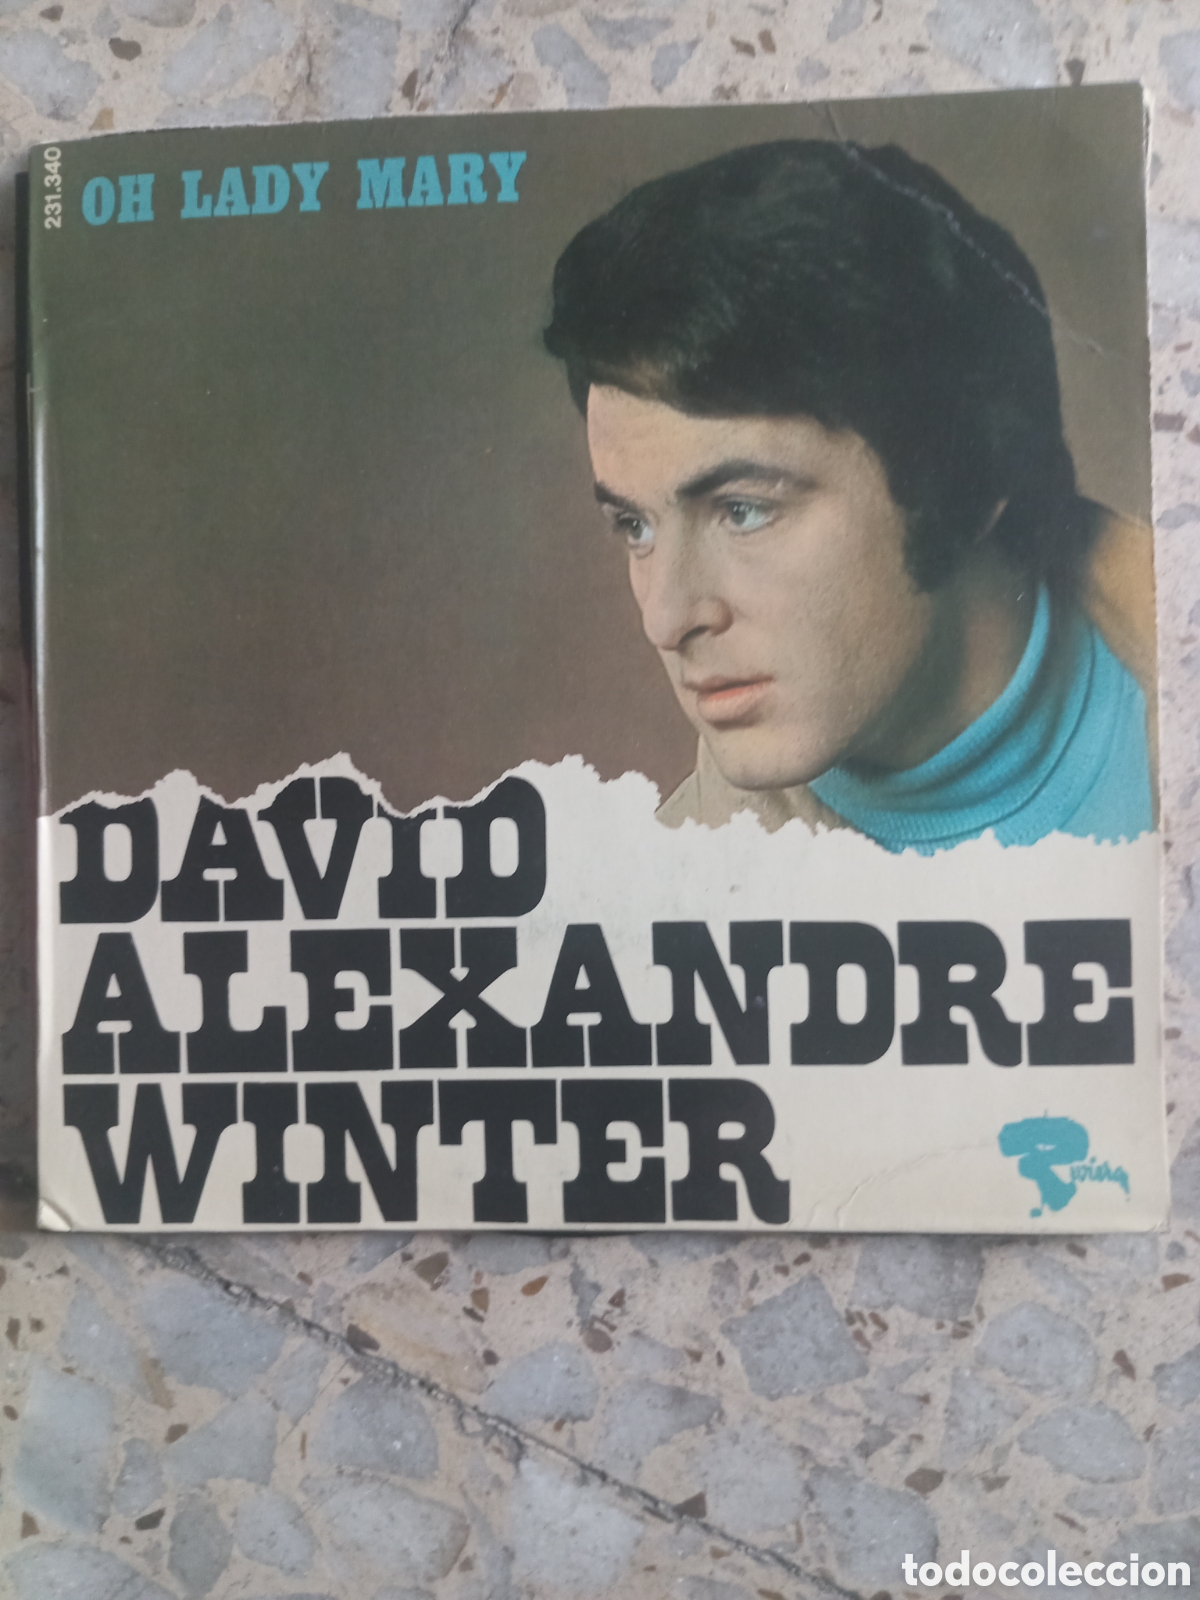 231.340
OH LADY MARY
DAVID
ALEXANDRE
WINTER
Riviera
todocoleccion